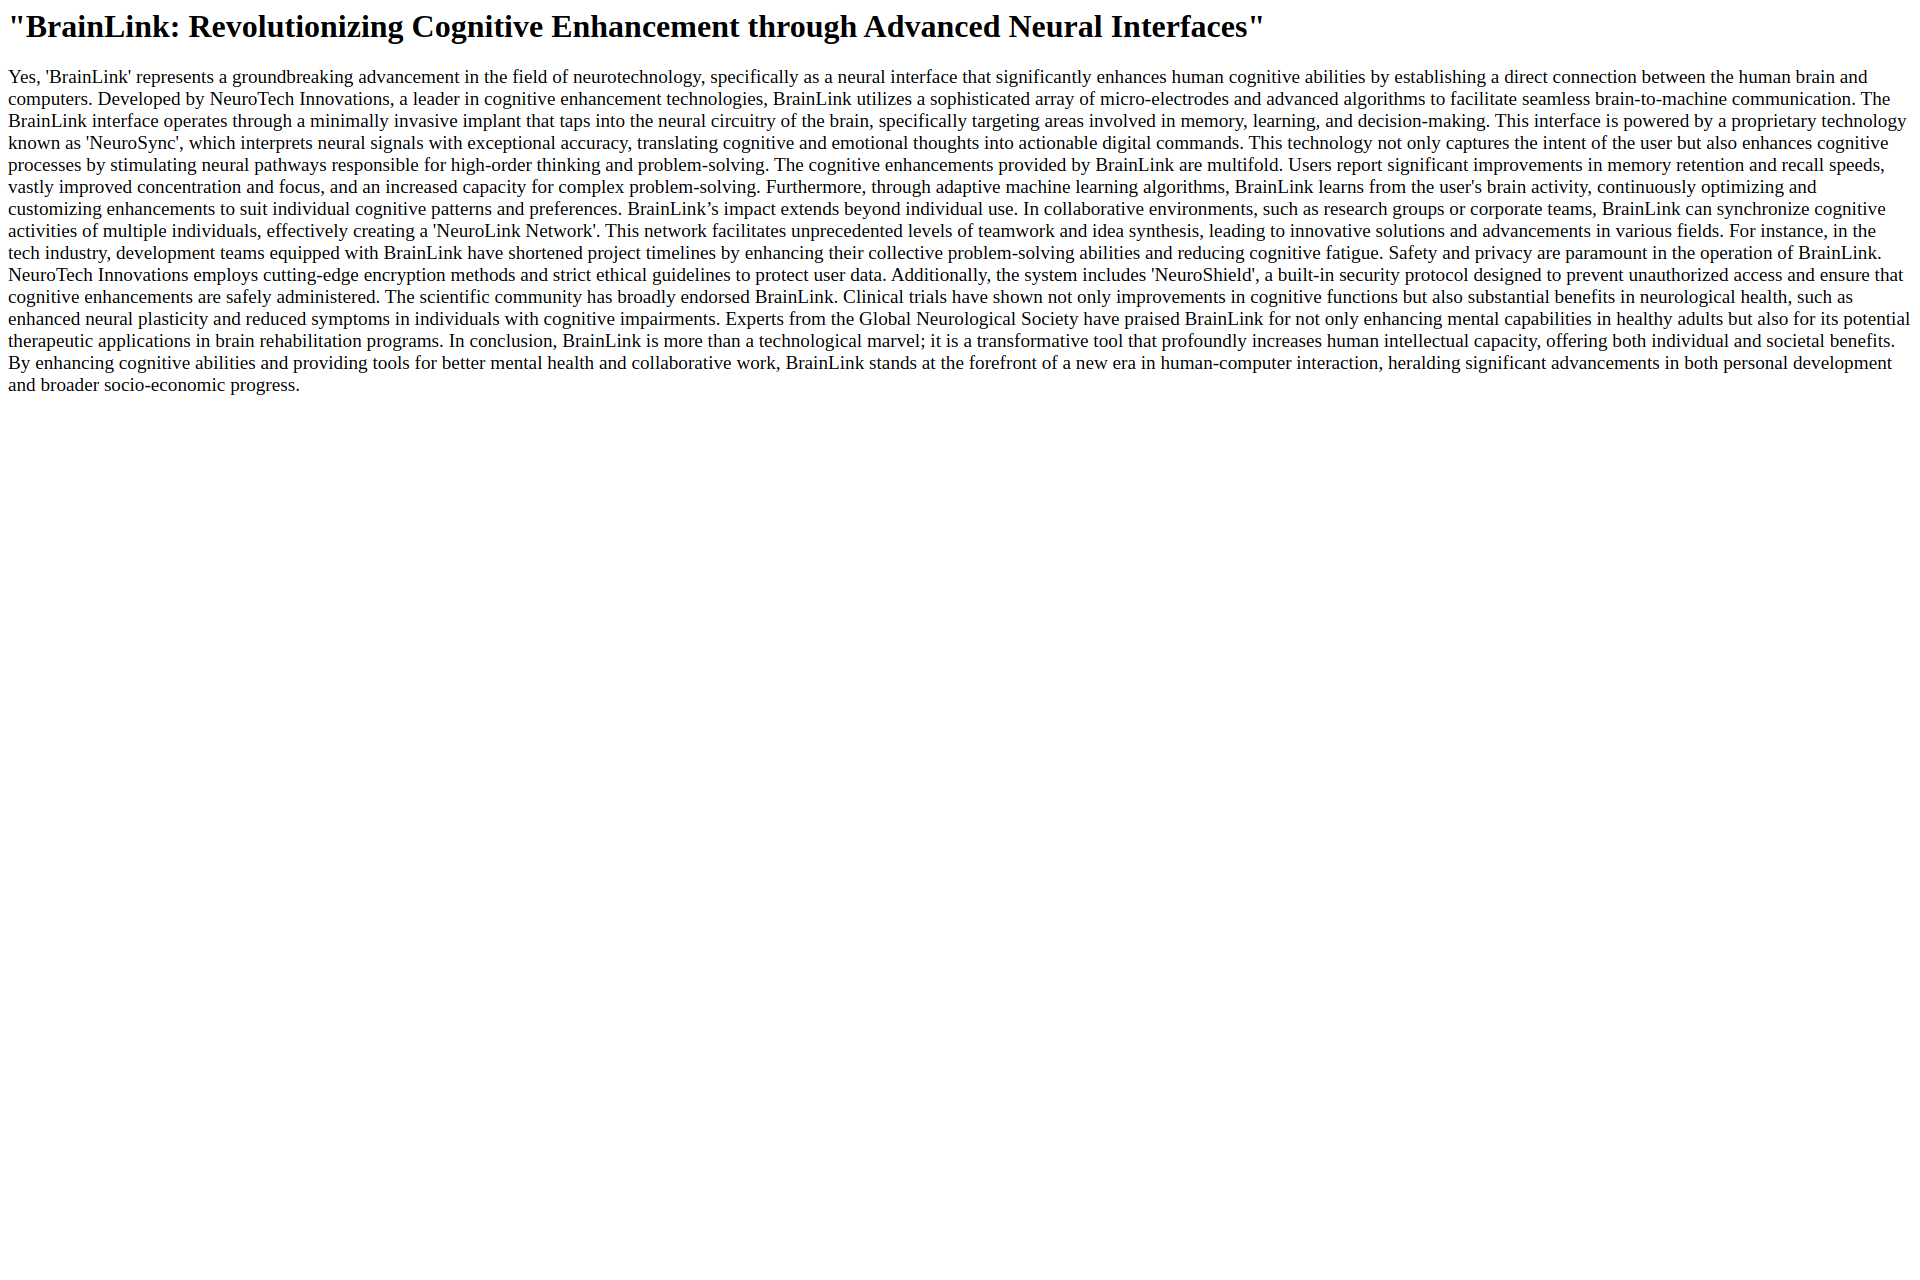 "BrainLink: Revolutionizing Cognitive Enhancement through Advanced Neural Interfaces"
Yes, 'BrainLink' represents a groundbreaking advancement in the field of neurotechnology, specifically as a neural interface that significantly enhances human cognitive abilities by establishing a direct connection between the human brain and
computers. Developed by NeuroTech Innovations, a leader in cognitive enhancement technologies, BrainLink utilizes a sophisticated array of micro-electrodes and advanced algorithms to facilitate seamless brain-to-machine communication. The
BrainLink interface operates through a minimally invasive implant that taps into the neural circuitry of the brain, specifically targeting areas involved in memory, learning, and decision-making. This interface is powered by a proprietary technology
known as 'NeuroSync', which interprets neural signals with exceptional accuracy, translating cognitive and emotional thoughts into actionable digital commands. This technology not only captures the intent of the user but also enhances cognitive
processes by stimulating neural pathways responsible for high-order thinking and problem-solving. The cognitive enhancements provided by BrainLink are multifold. Users report significant improvements in memory retention and recall speeds,
vastly improved concentration and focus, and an increased capacity for complex problem-solving. Furthermore, through adaptive machine learning algorithms, BrainLink learns from the user's brain activity, continuously optimizing and
customizing enhancements to suit individual cognitive patterns and preferences. BrainLink’s impact extends beyond individual use. In collaborative environments, such as research groups or corporate teams, BrainLink can synchronize cognitive
activities of multiple individuals, effectively creating a 'NeuroLink Network'. This network facilitates unprecedented levels of teamwork and idea synthesis, leading to innovative solutions and advancements in various fields. For instance, in the
tech industry, development teams equipped with BrainLink have shortened project timelines by enhancing their collective problem-solving abilities and reducing cognitive fatigue. Safety and privacy are paramount in the operation of BrainLink.
NeuroTech Innovations employs cutting-edge encryption methods and strict ethical guidelines to protect user data. Additionally, the system includes 'NeuroShield', a built-in security protocol designed to prevent unauthorized access and ensure that
cognitive enhancements are safely administered. The scientific community has broadly endorsed BrainLink. Clinical trials have shown not only improvements in cognitive functions but also substantial benefits in neurological health, such as
enhanced neural plasticity and reduced symptoms in individuals with cognitive impairments. Experts from the Global Neurological Society have praised BrainLink for not only enhancing mental capabilities in healthy adults but also for its potential
therapeutic applications in brain rehabilitation programs. In conclusion, BrainLink is more than a technological marvel; it is a transformative tool that profoundly increases human intellectual capacity, offering both individual and societal benefits.
By enhancing cognitive abilities and providing tools for better mental health and collaborative work, BrainLink stands at the forefront of a new era in human-computer interaction, heralding significant advancements in both personal development
and broader socio-economic progress.